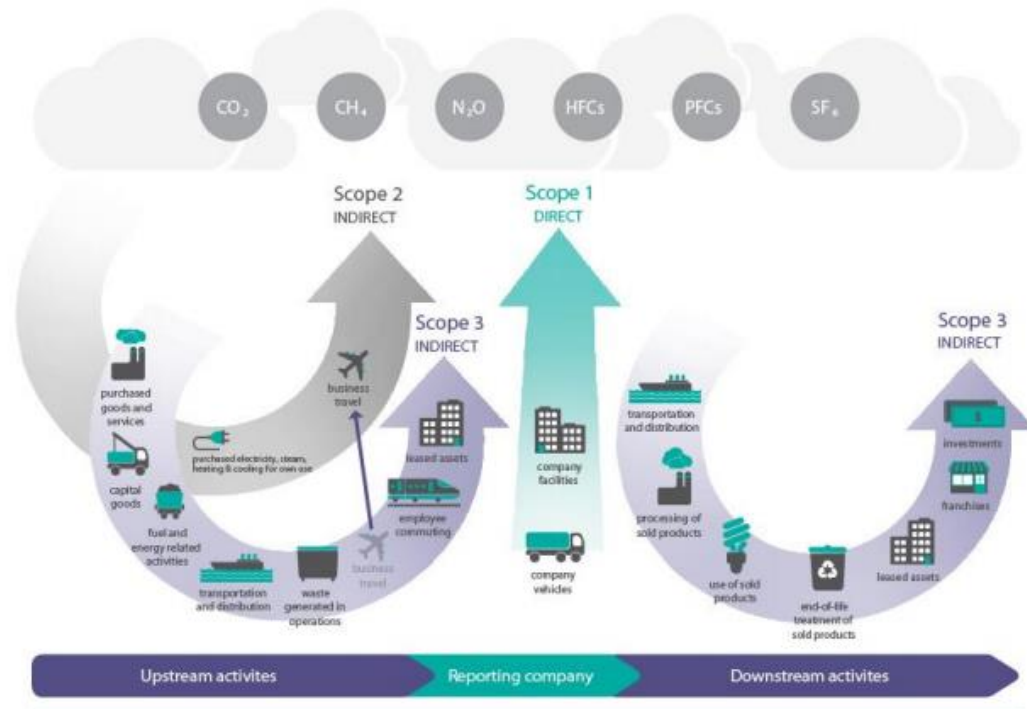 CO₂
CH₄
N₂O
HFCs
PFCs
SF₆
Scope 2
INDIRECT
Scope 1
DIRECT
Scope 3
INDIRECT
Scope 3
INDIRECT
purchased
goods and
services
capital
goods
fuel and
energy related
activities
transportation
and distribution
waste
generated in
operations
business
travel
employee
commuting
leased assets
purchased electricity, steam,
heating & cooling for own use
business
travel
company
facilities
company
vehicles
transportation
and distribution
processing of
sold products
use of sold
products
end-of-life
treatment of
sold products
leased assets
franchises
investments
Upstream activites
Reporting company
Downstream activites